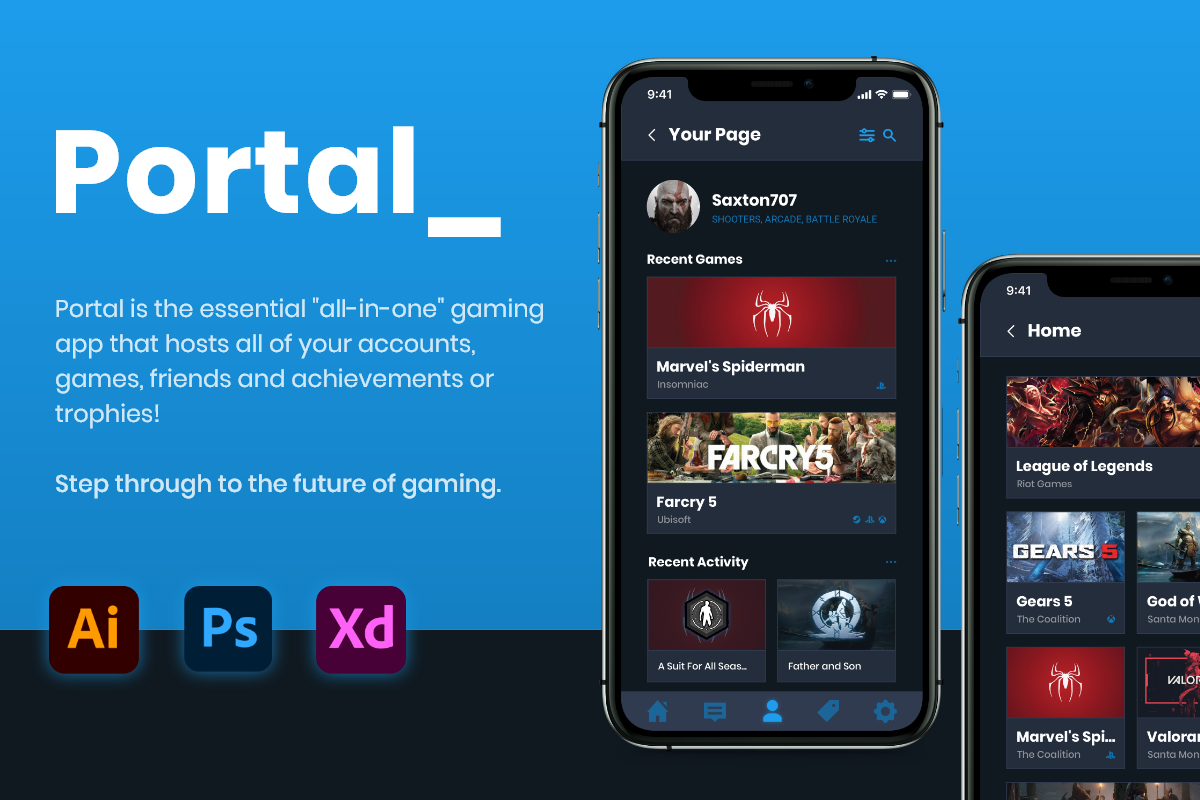 Portal_
Portal is the essential "all-in-one" gaming
app that hosts all of your accounts,
games, friends and achievements or
trophies!
Step through to the future of gaming.
Ai
Ps
Xd
9:41
Your Page
Saxton707
SHOOTERS, ARCADE, BATTLE ROYALE
Recent Games
Marvel's Spiderman
Insomniac
FARCRY5
Farcry 5
Ubisoft
Recent Activity
A Suit For All Seas...
Father and Son
9:41
Home
League of Legends
Riot Games
GEARS 5
Gears 5
The Coalition
God of
Santa Mon
Marvel's Spi...
The Coalition
VALOR
Valoran
Santa Mon